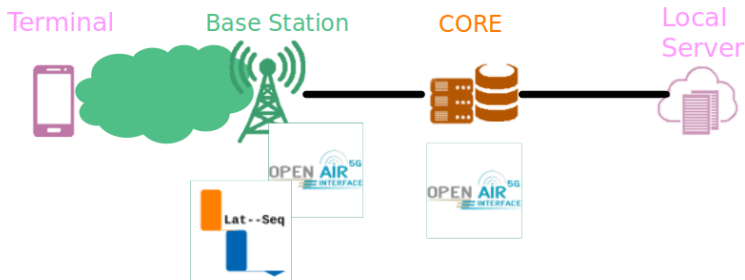 Terminal
Base Station
CORE
Local
Server
OPEN AIR 5G
INTERFACE
OPEN AIR 5G
INTERFACE
Lat--Seq